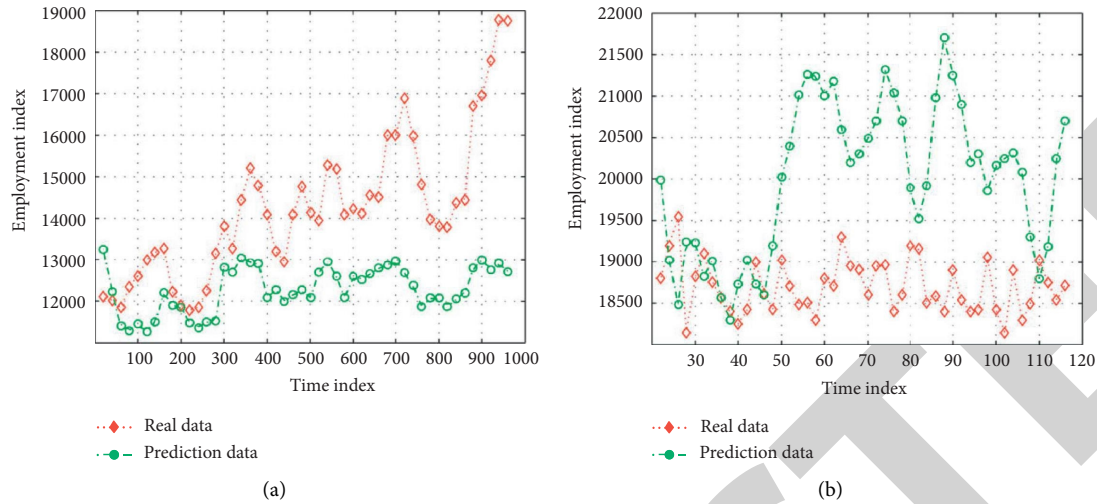 19000
18000
17000
16000
15000
14000
13000
12000
Employment index
100 200 300 400 500 600 700 800 900 1000
Time index
Real data
Prediction data
(a)
22000
21500
21000
20500
20000
19500
19000
18500
Employment index
30 40 50 60 70 80 90 100 110 120
Time index
Real data
Prediction data
(b)